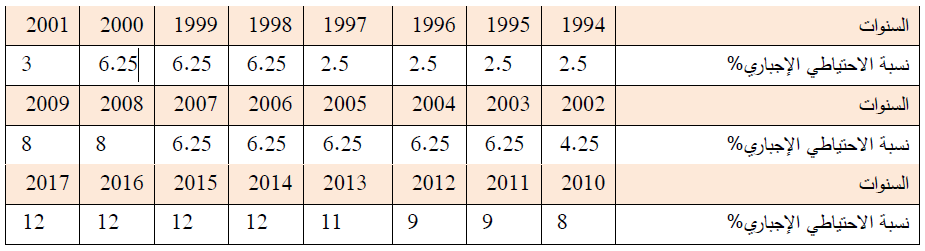 السنوات 1994 1995 1996 1997 1998 1999 2000 2001
نسبة الاحتياطي الإجباري% 2.5 2.5 2.5 2.5 6.25 6.25 6.25 3
السنوات 2002 2003 2004 2005 2006 2007 2008 2009
نسبة الاحتياطي الإجباري% 4.25 6.25 6.25 6.25 6.25 6.25 8 8
السنوات 2010 2011 2012 2013 2014 2015 2016 2017
نسبة الاحتياطي الإجباري% 8 9 9 11 12 12 12 12